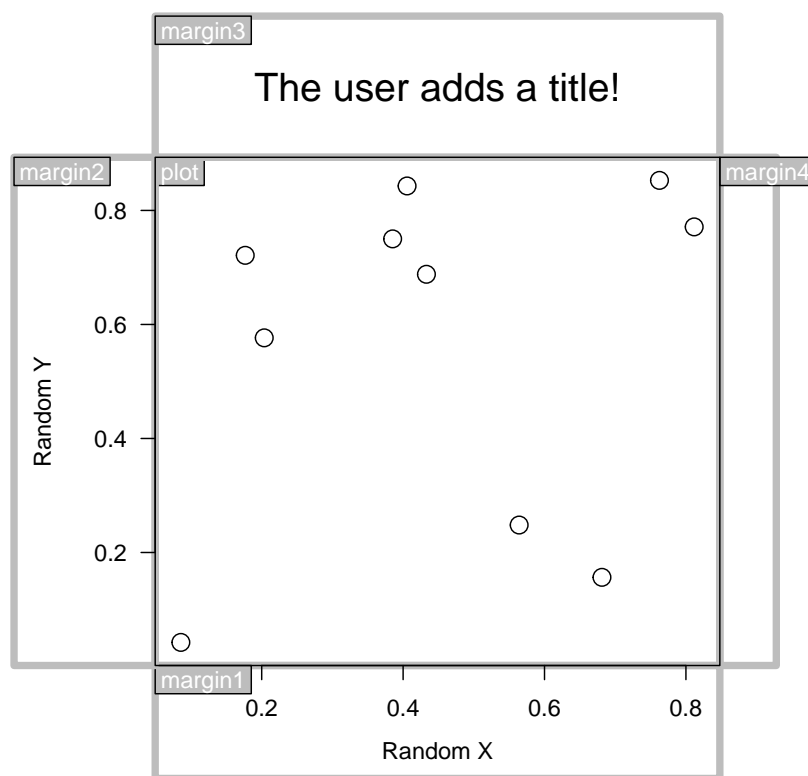 margin3
The user adds a title!
margin2
plot
margin4
0.8
0.6
0.4
0.2
Random Y
margin1
0.2 0.4 0.6 0.8
Random X